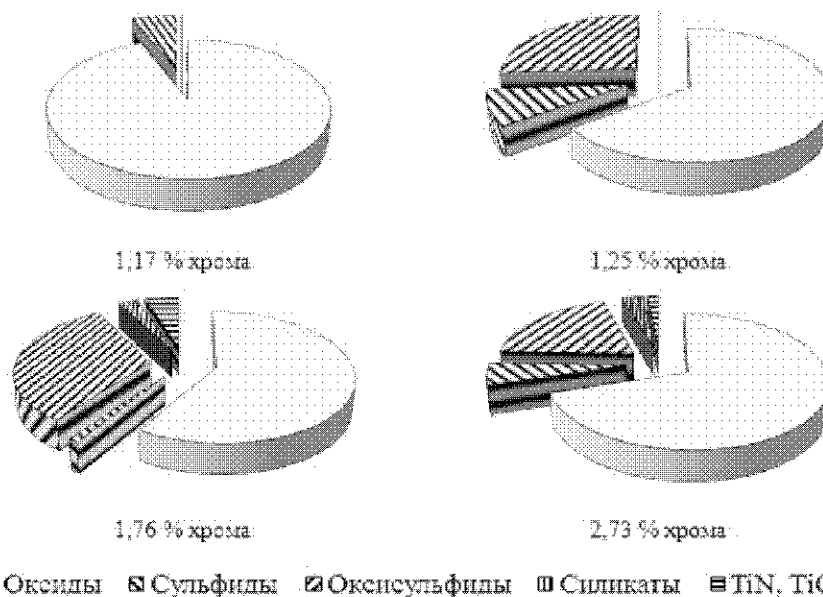 1,17 % хрома
1,25 % хрома
1,76 % хрома
2,73 % хрома
Оксиды Сульфиды Оксисульфиды Силикаты TiN, TiC